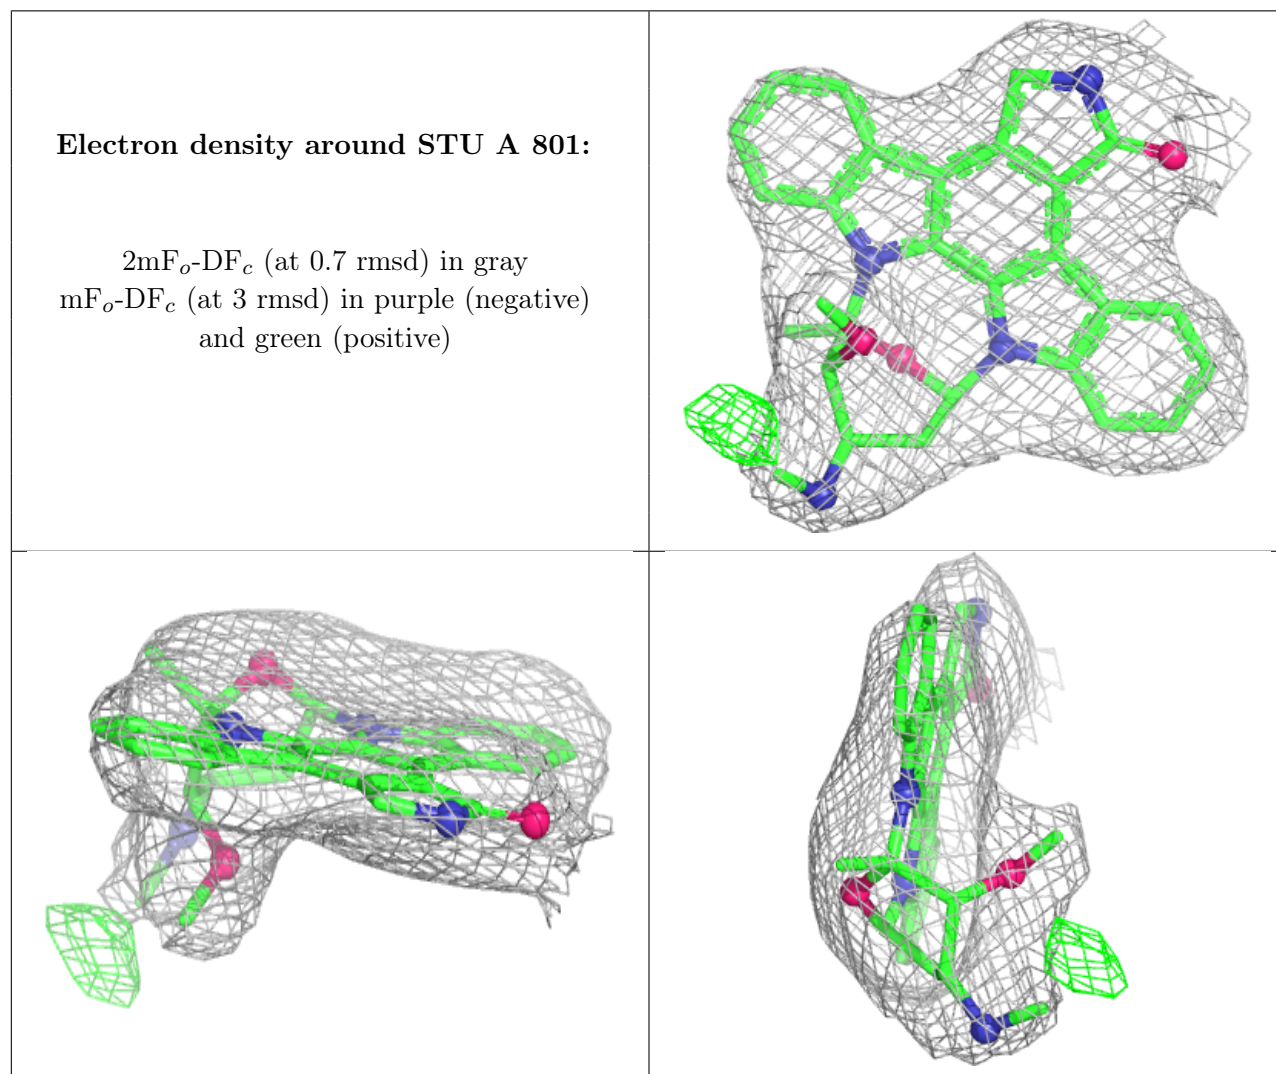 Electron density around STU A 801:
2mFo-DFc (at 0.7 rmsd) in gray
mFo-DFc (at 3 rmsd) in purple (negative)
and green (positive)